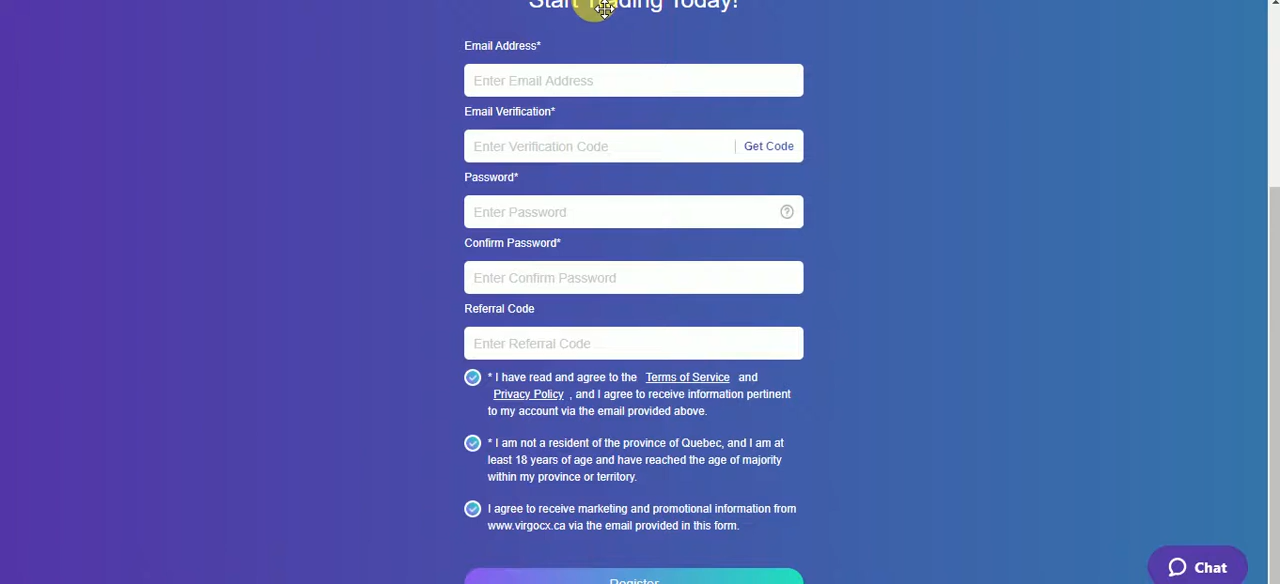 Start Trading Today!
Email Address*
Enter Email Address
Email Verification*
Enter Verification Code
Get Code
Password*
Enter Password
Confirm Password*
Enter Confirm Password
Referral Code
Enter Referral Code
* I have read and agree to the Terms of Service and
Privacy Policy , and I agree to receive information pertinent
to my account via the email provided above.
* I am not a resident of the province of Quebec, and I am at
least 18 years of age and have reached the age of majority
within my province or territory.
I agree to receive marketing and promotional information from
www.virgocx.ca via the email provided in this form.
Register
Chat